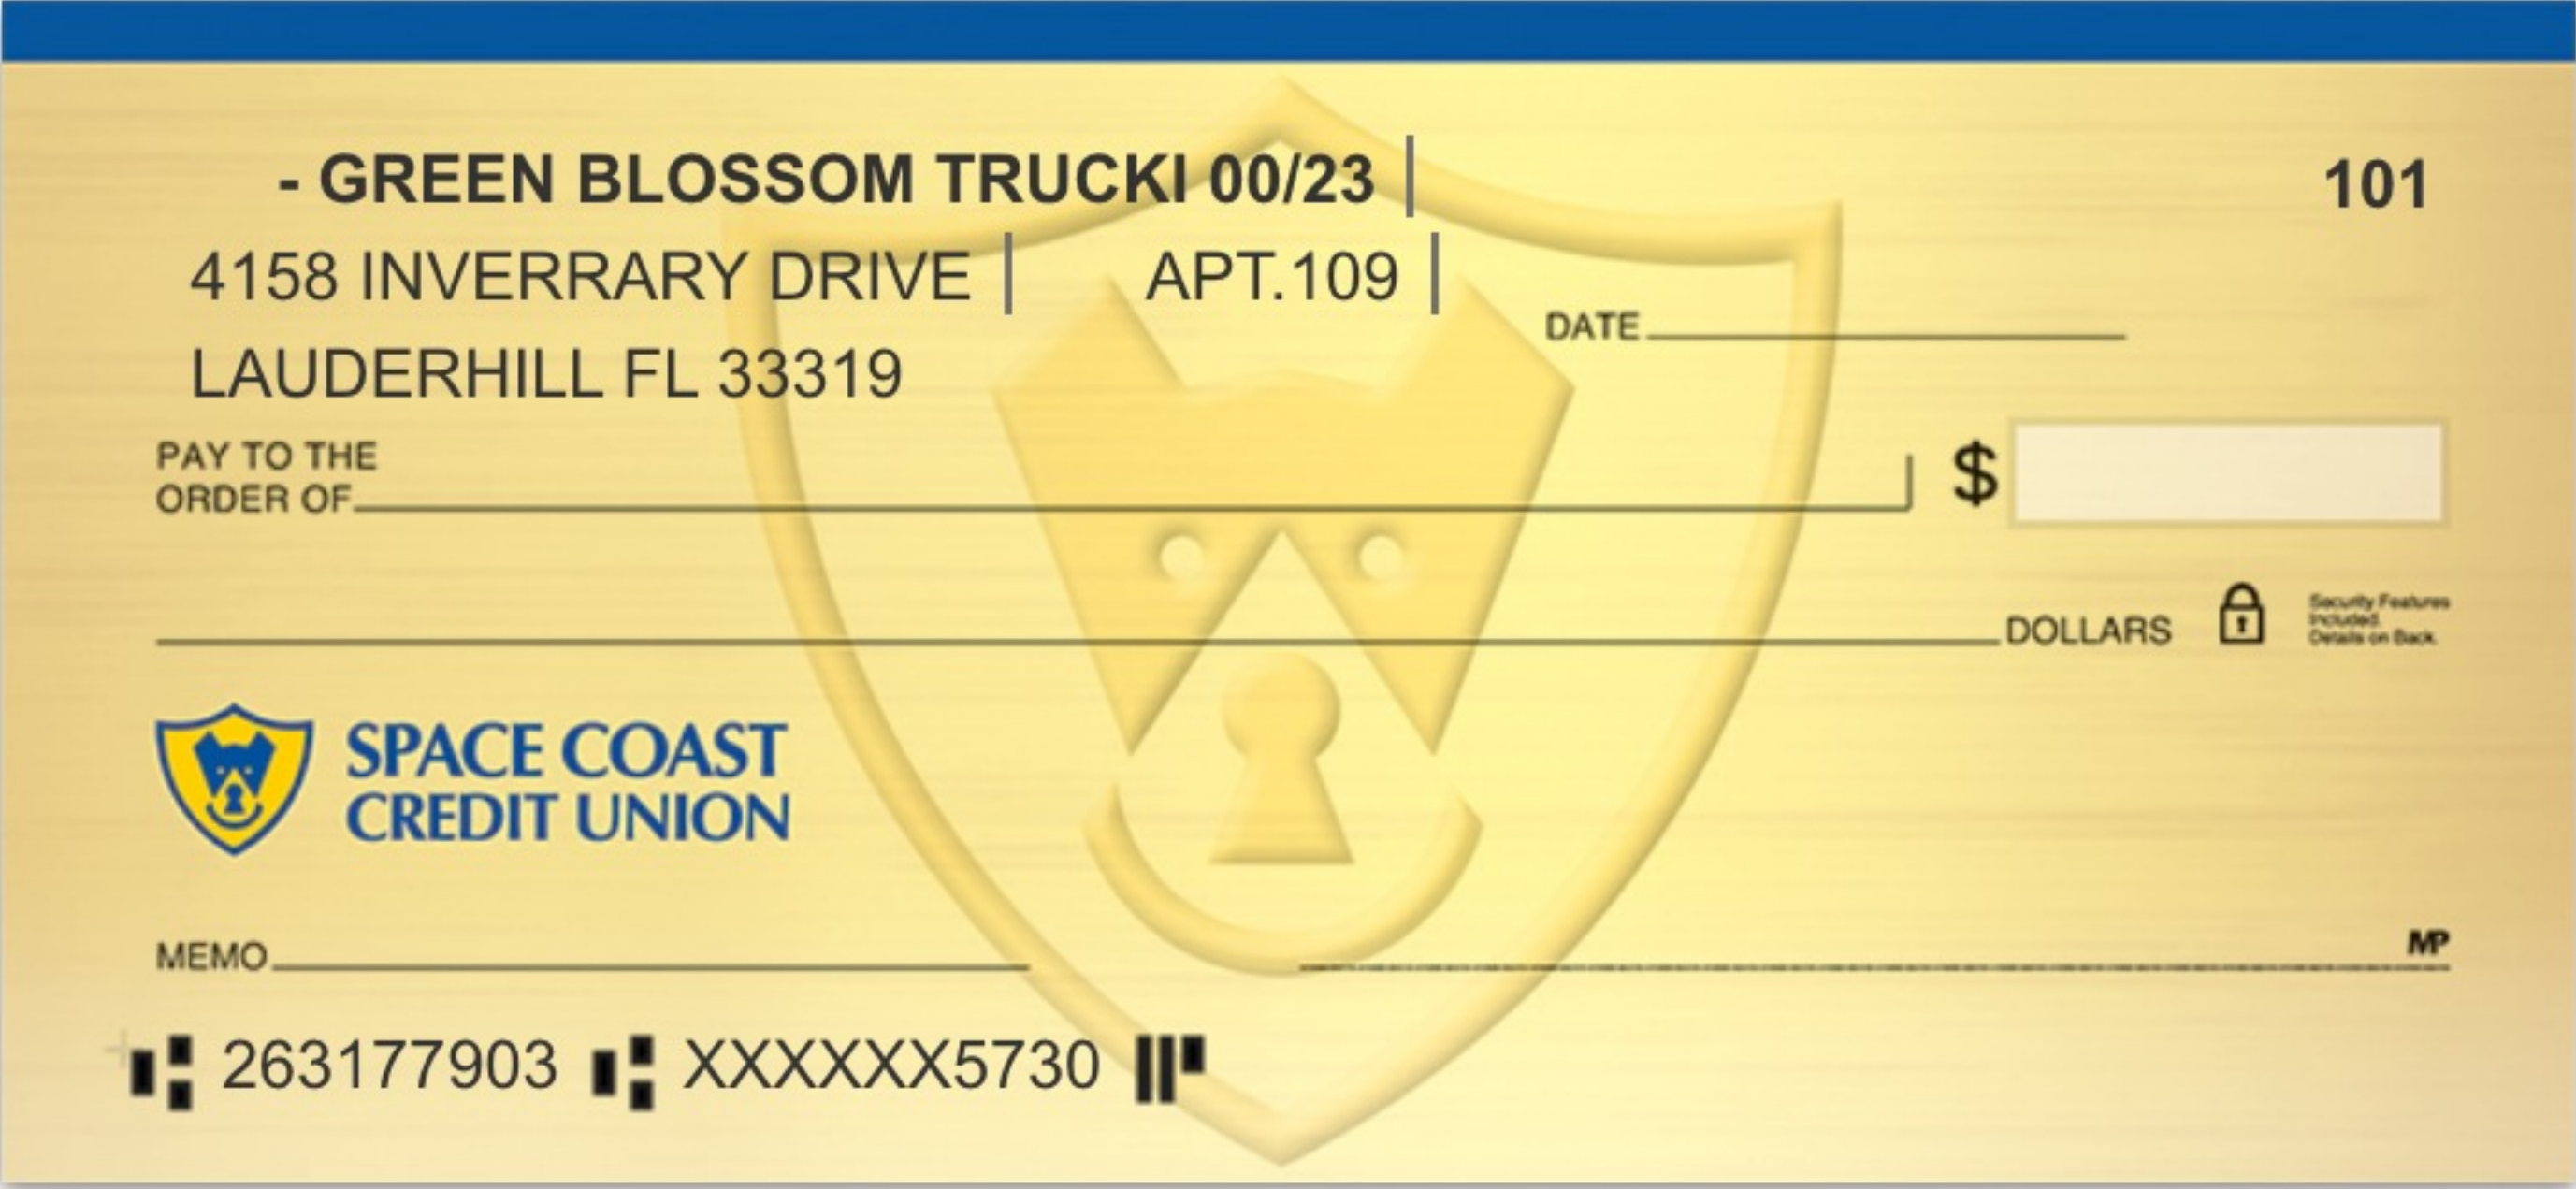 - GREEN BLOSSOM TRUCKI 00/23 | 101
4158 INVERRARY DRIVE | APT.109 |
DATE
LAUDERHILL FL 33319
PAY TO THE
ORDER OF
$
DOLLARS
Security Features
Included.
Details on Back.
SPACE COAST
CREDIT UNION
MEMO
MP
⑆ 263177903 ⑆ XXXXXX5730 ⑈